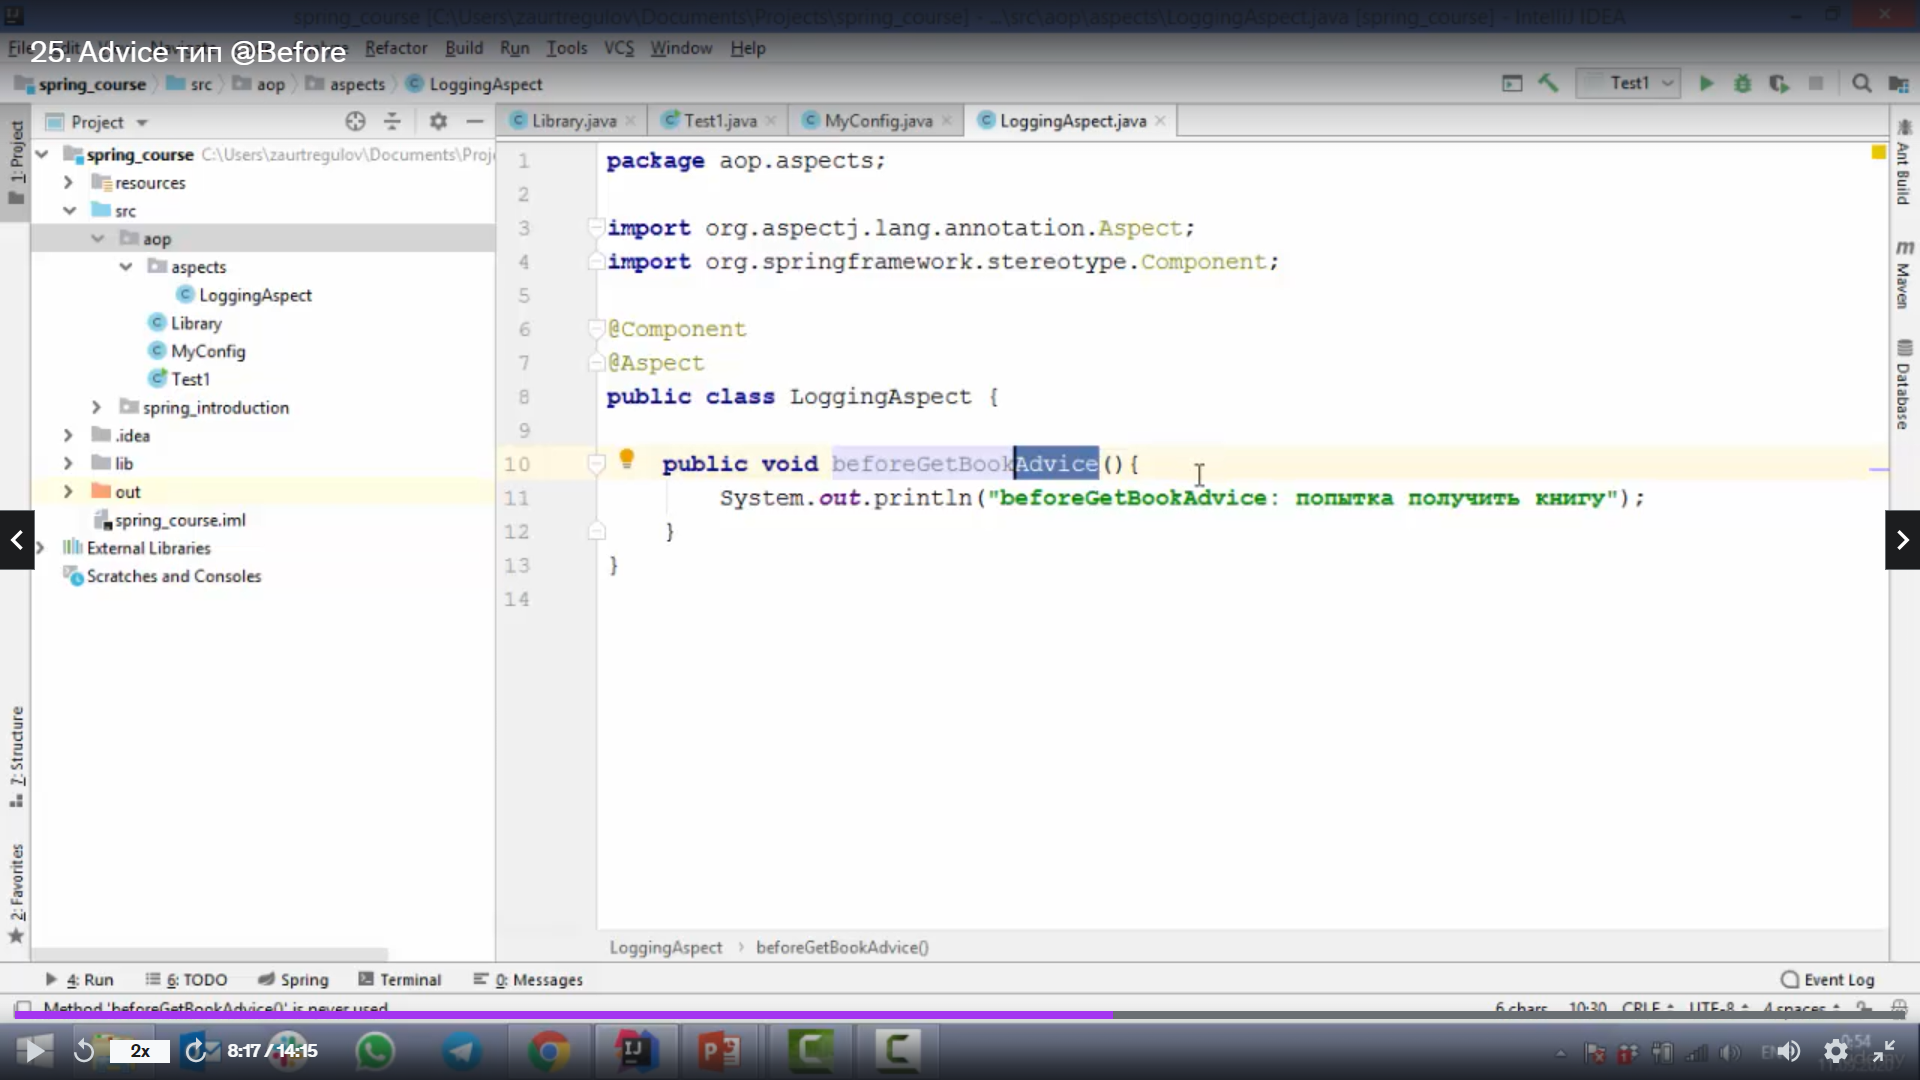 spring_course [C:\Users\zaurtregulov\Documents\Projects\spring_course] - ...\src\aop\aspects\LoggingAspect.java [spring_course] - IntelliJ IDEA
25. Advice тип @Before
Refactor Build Run Tools VCS Window Help
spring_course src aop aspects LoggingAspect
Test1
Project
Library.java Test1.java MyConfig.java LoggingAspect.java
1: Project
spring_course C:\Users\zaurtregulov\Documents\Proj
resources
src
aop
aspects
LoggingAspect
Library
MyConfig
Test1
spring_introduction
.idea
lib
out
spring_course.iml
External Libraries
Scratches and Consoles
7: Structure
2: Favorites
1 package aop.aspects;
2
3 import org.aspectj.lang.annotation.Aspect;
4 import org.springframework.stereotype.Component;
5
6 @Component
7 @Aspect
8 public class LoggingAspect {
9
10 public void beforeGetBookAdvice(){
11 System.out.println("beforeGetBookAdvice: попытка получить книгу");
12 }
13 }
14
Ant Build
Maven
Database
LoggingAspect › beforeGetBookAdvice()
4: Run 6: TODO Spring Terminal 0: Messages
Event Log
Method 'beforeGetBookAdvice()' is never used
6 chars 10:30 CRLF UTF-8 4 spaces
2x 8:17 / 14:15